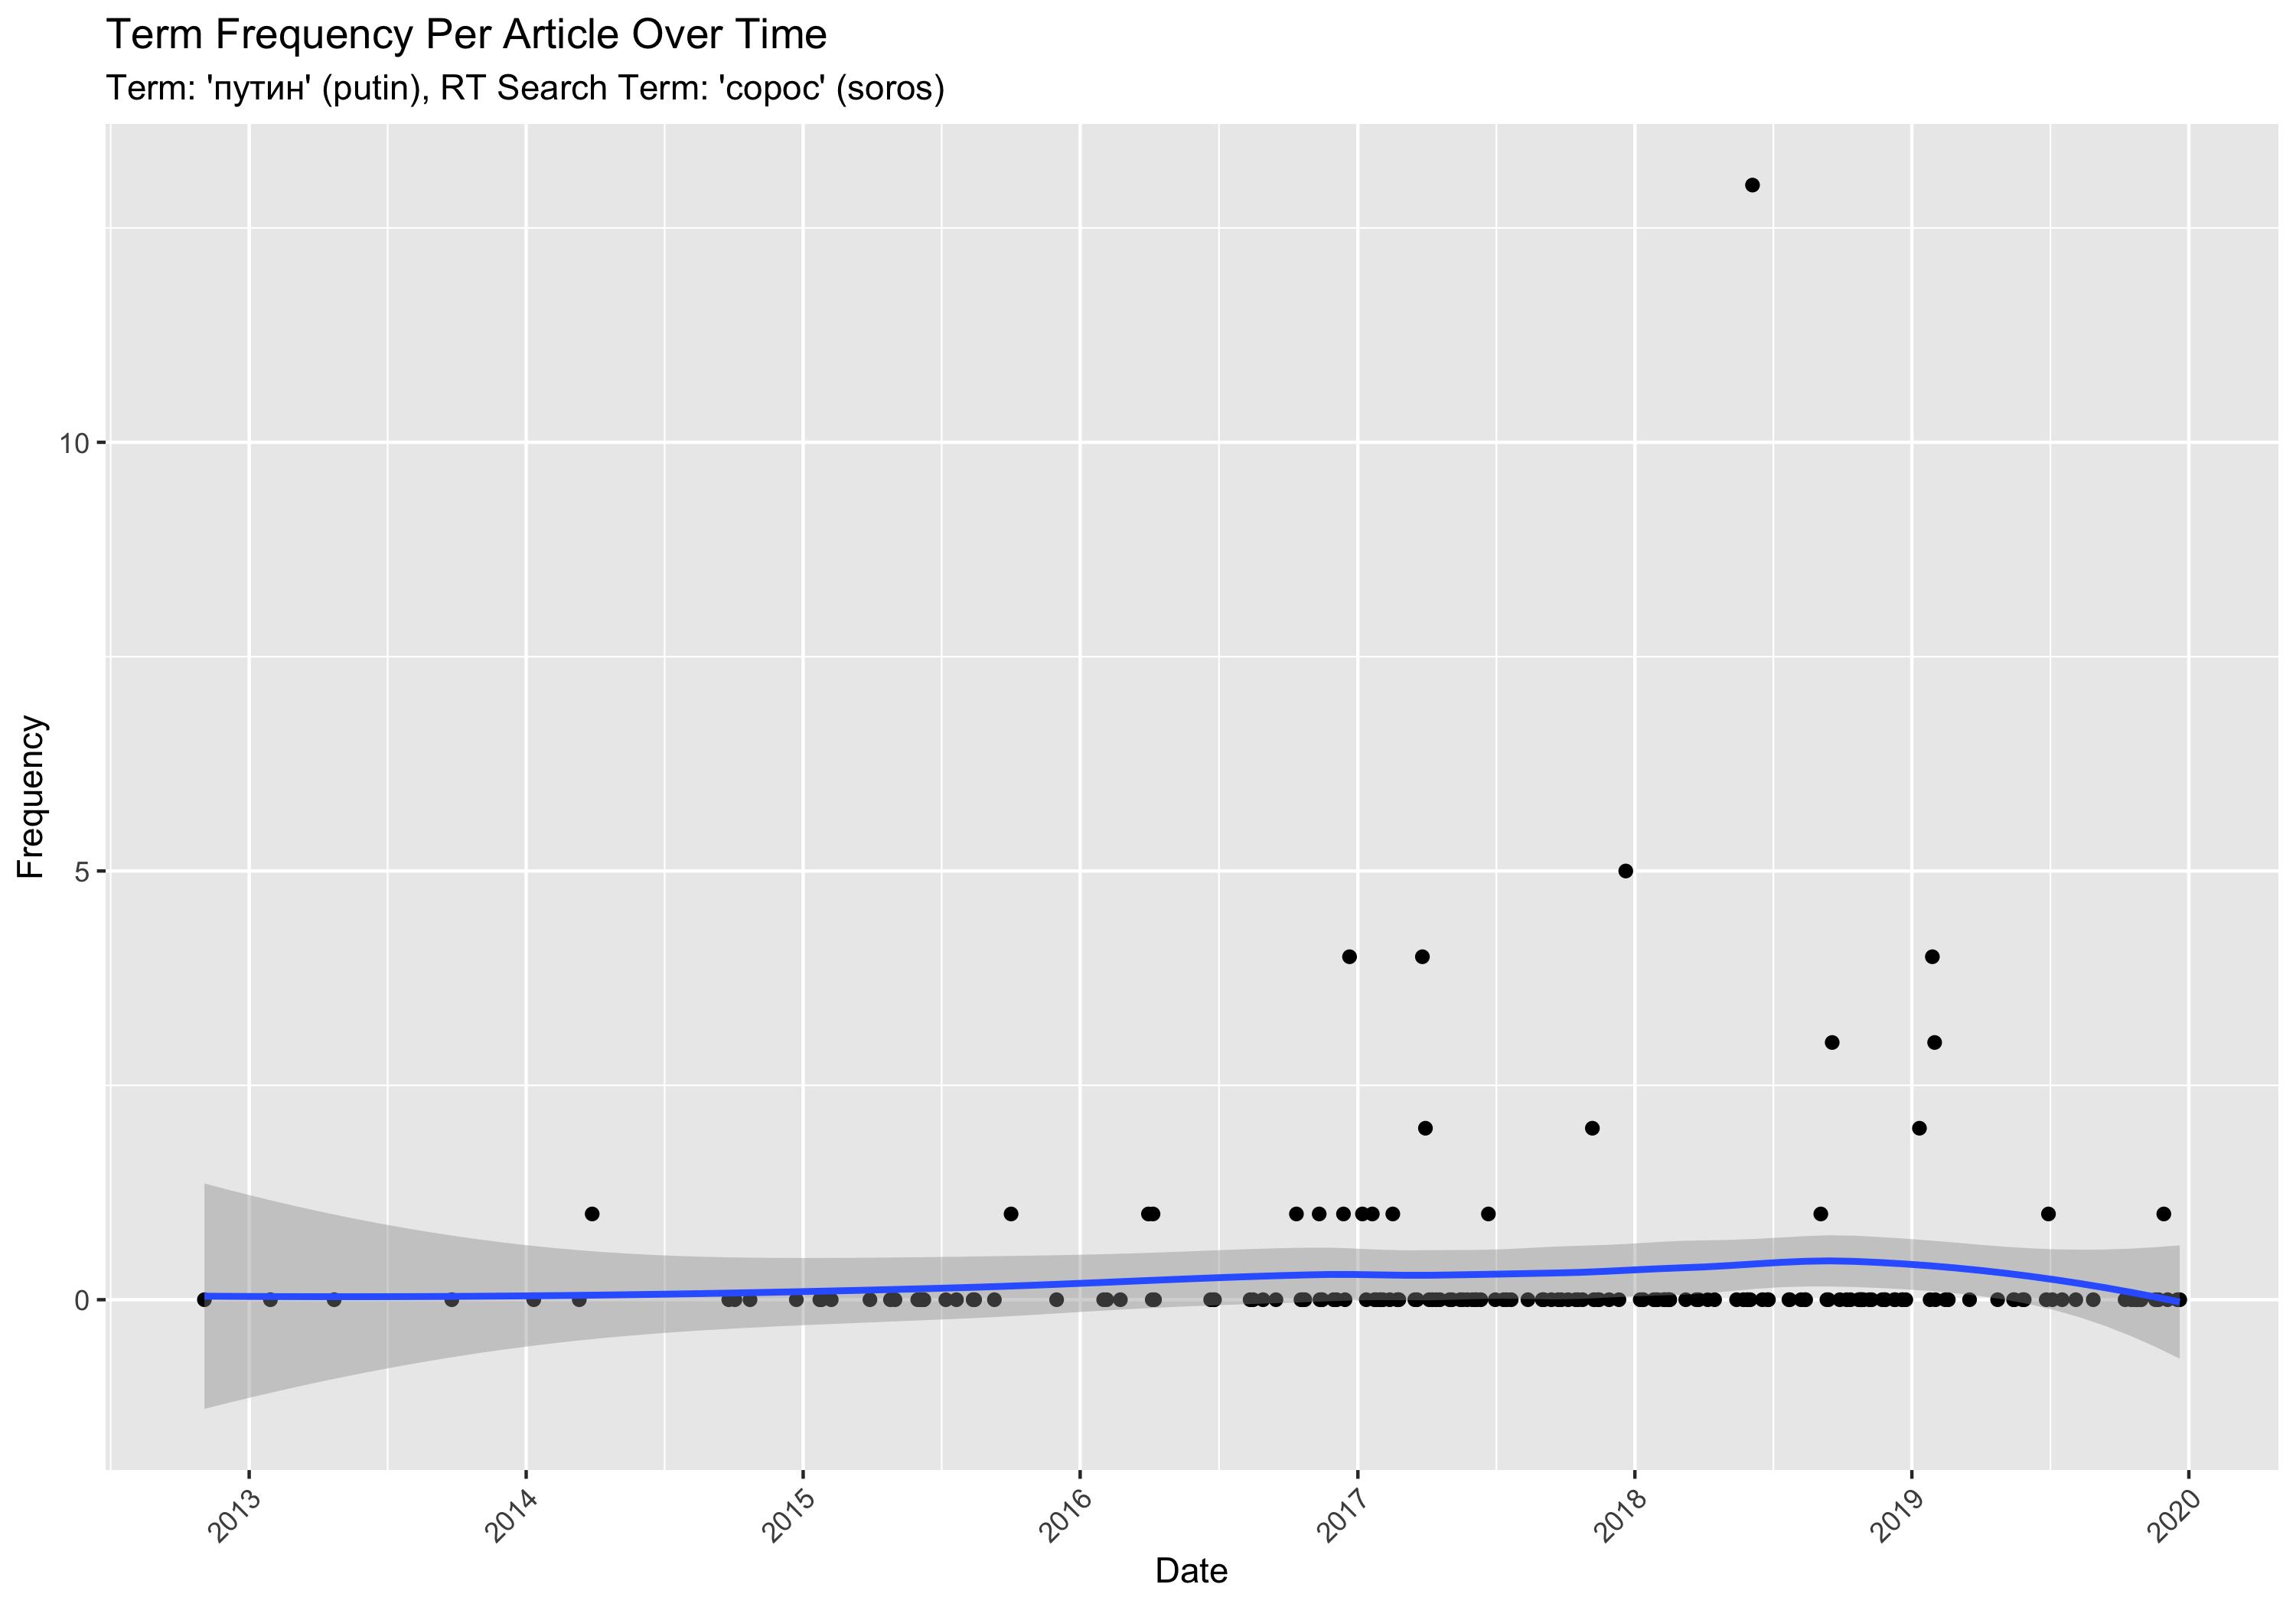 Term Frequency Per Article Over Time
Term: 'путин' (putin), RT Search Term: 'сорос' (soros)
Frequency
10
5
0
2013
2014
2015
2016
2017
2018
2019
2020
Date